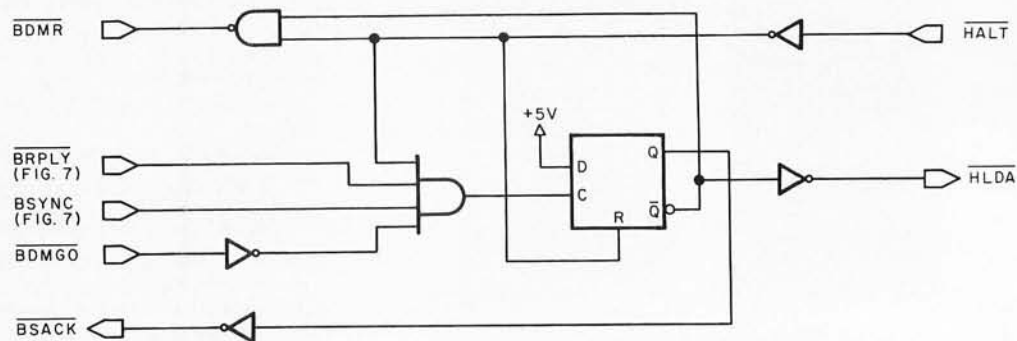 BDMR
HALT
+5V
BRPLY
(FIG. 7)
D
Q
C
Q
R
HLDA
BSYNC
(FIG. 7)
BDMGO
BSACK